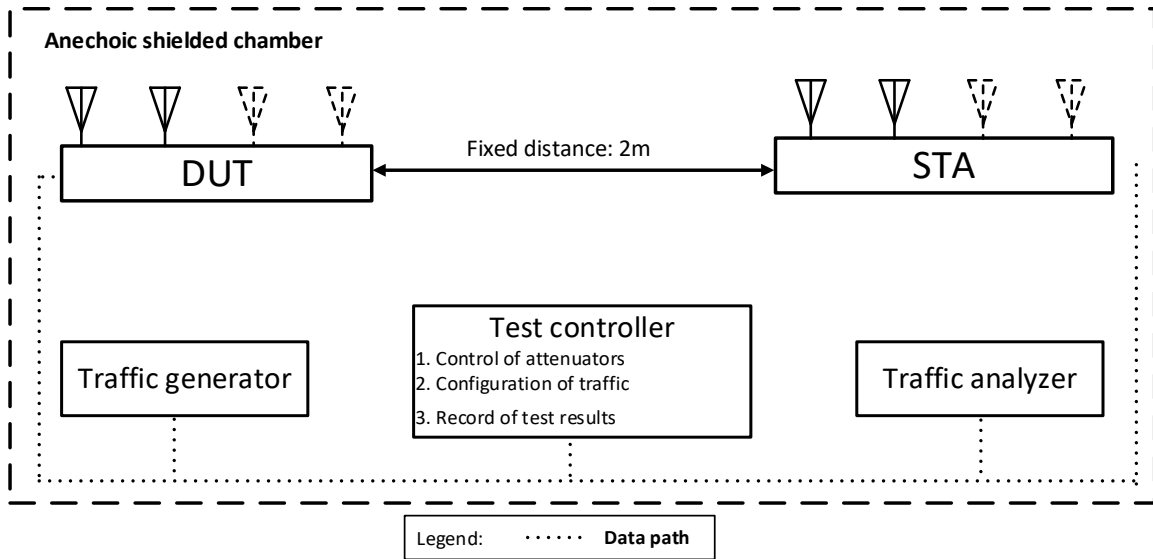 Anechoic shielded chamber
DUT
Fixed distance: 2m
STA
Traffic generator
Test controller
1. Control of attenuators
2. Configuration of traffic
3. Record of test results
Traffic analyzer
Legend: Data path